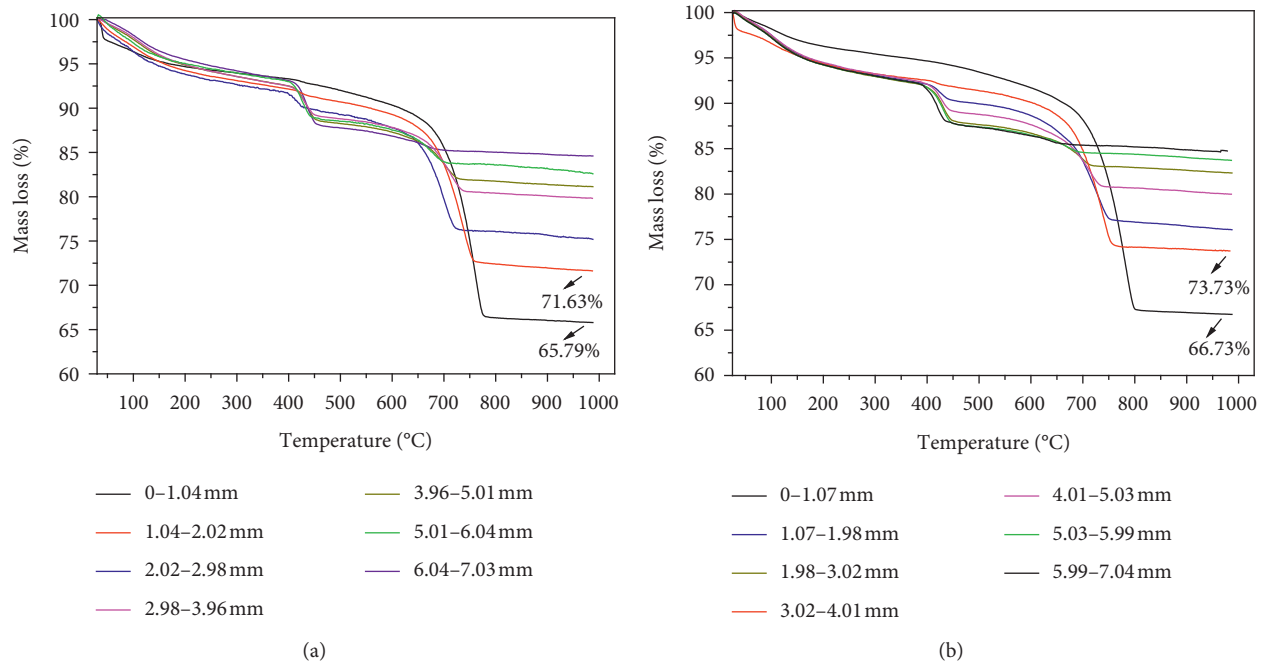 100
95
90
85
80
75
70
65
60
Mass loss (%)
71.63%
65.79%
100 200 300 400 500 600 700 800 900 1000
Temperature (°C)
0–1.04 mm
1.04–2.02 mm
2.02–2.98 mm
2.98–3.96 mm
3.96–5.01 mm
5.01–6.04 mm
6.04–7.03 mm
(a)
100
95
90
85
80
75
70
65
60
Mass loss (%)
73.73%
66.73%
100 200 300 400 500 600 700 800 900 1000
Temperature (°C)
0–1.07 mm
1.07–1.98 mm
1.98–3.02 mm
3.02–4.01 mm
4.01–5.03 mm
5.03–5.99 mm
5.99–7.04 mm
(b)